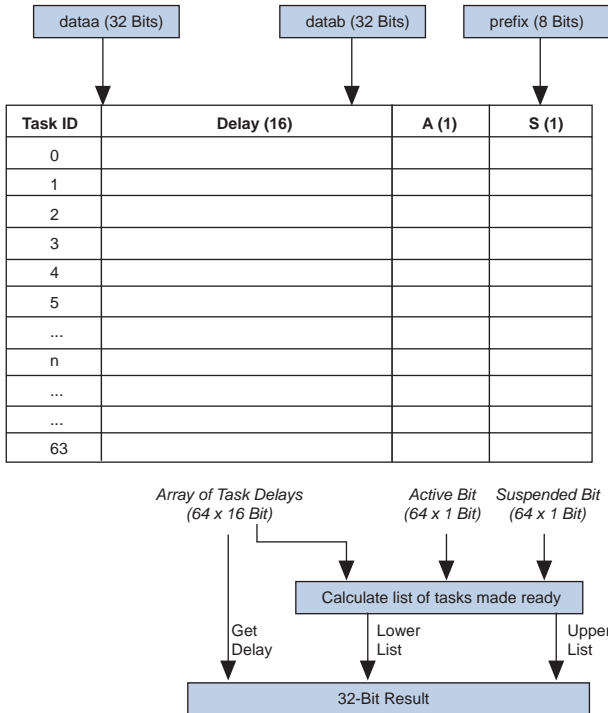 dataa (32 Bits)
datab (32 Bits)
prefix (8 Bits)
Task ID
Delay (16)
A (1)
S (1)
0
1
2
3
4
5
...
n
...
...
63
Array of Task Delays
(64 x 16 Bit)
Active Bit
(64 x 1 Bit)
Suspended Bit
(64 x 1 Bit)
Calculate list of tasks made ready
Get
Delay
Lower
List
Upper
List
32-Bit Result